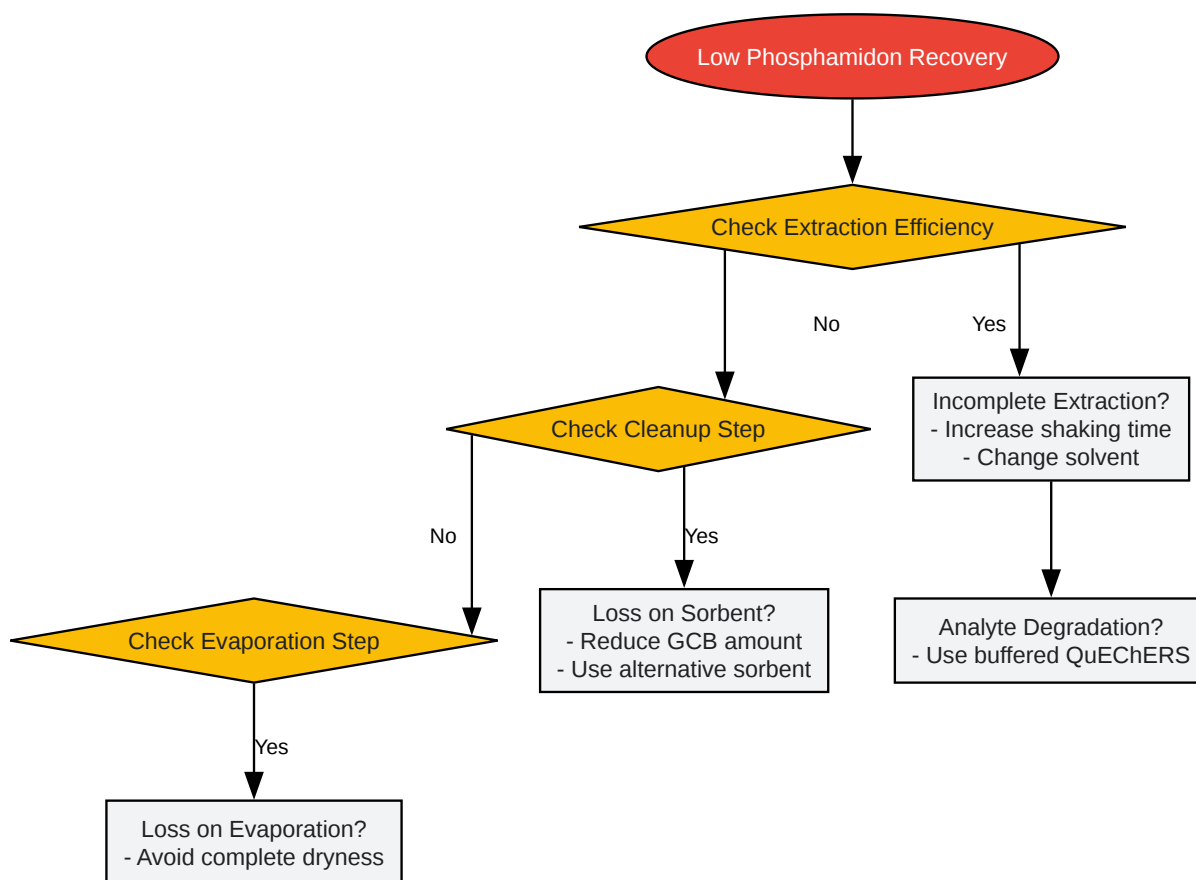 Low Phosphamidon Recovery
Check Extraction Efficiency
No
Yes
Check Cleanup Step
Incomplete Extraction?
- Increase shaking time
- Change solvent
No
Yes
Check Evaporation Step
Loss on Sorbent?
- Reduce GCB amount
- Use alternative sorbent
Analyte Degradation?
- Use buffered QuEChERS
Yes
Loss on Evaporation?
- Avoid complete dryness